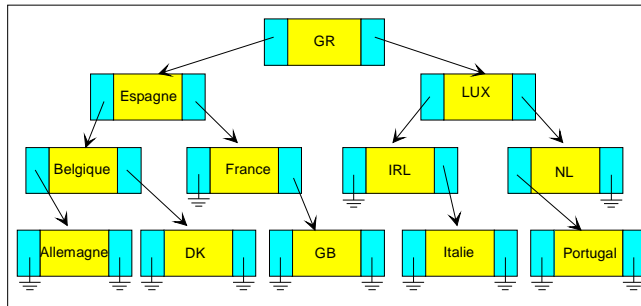 GR
Espagne
LUX
Belgique
France
IRL
NL
Allemagne
DK
GB
Italie
Portugal